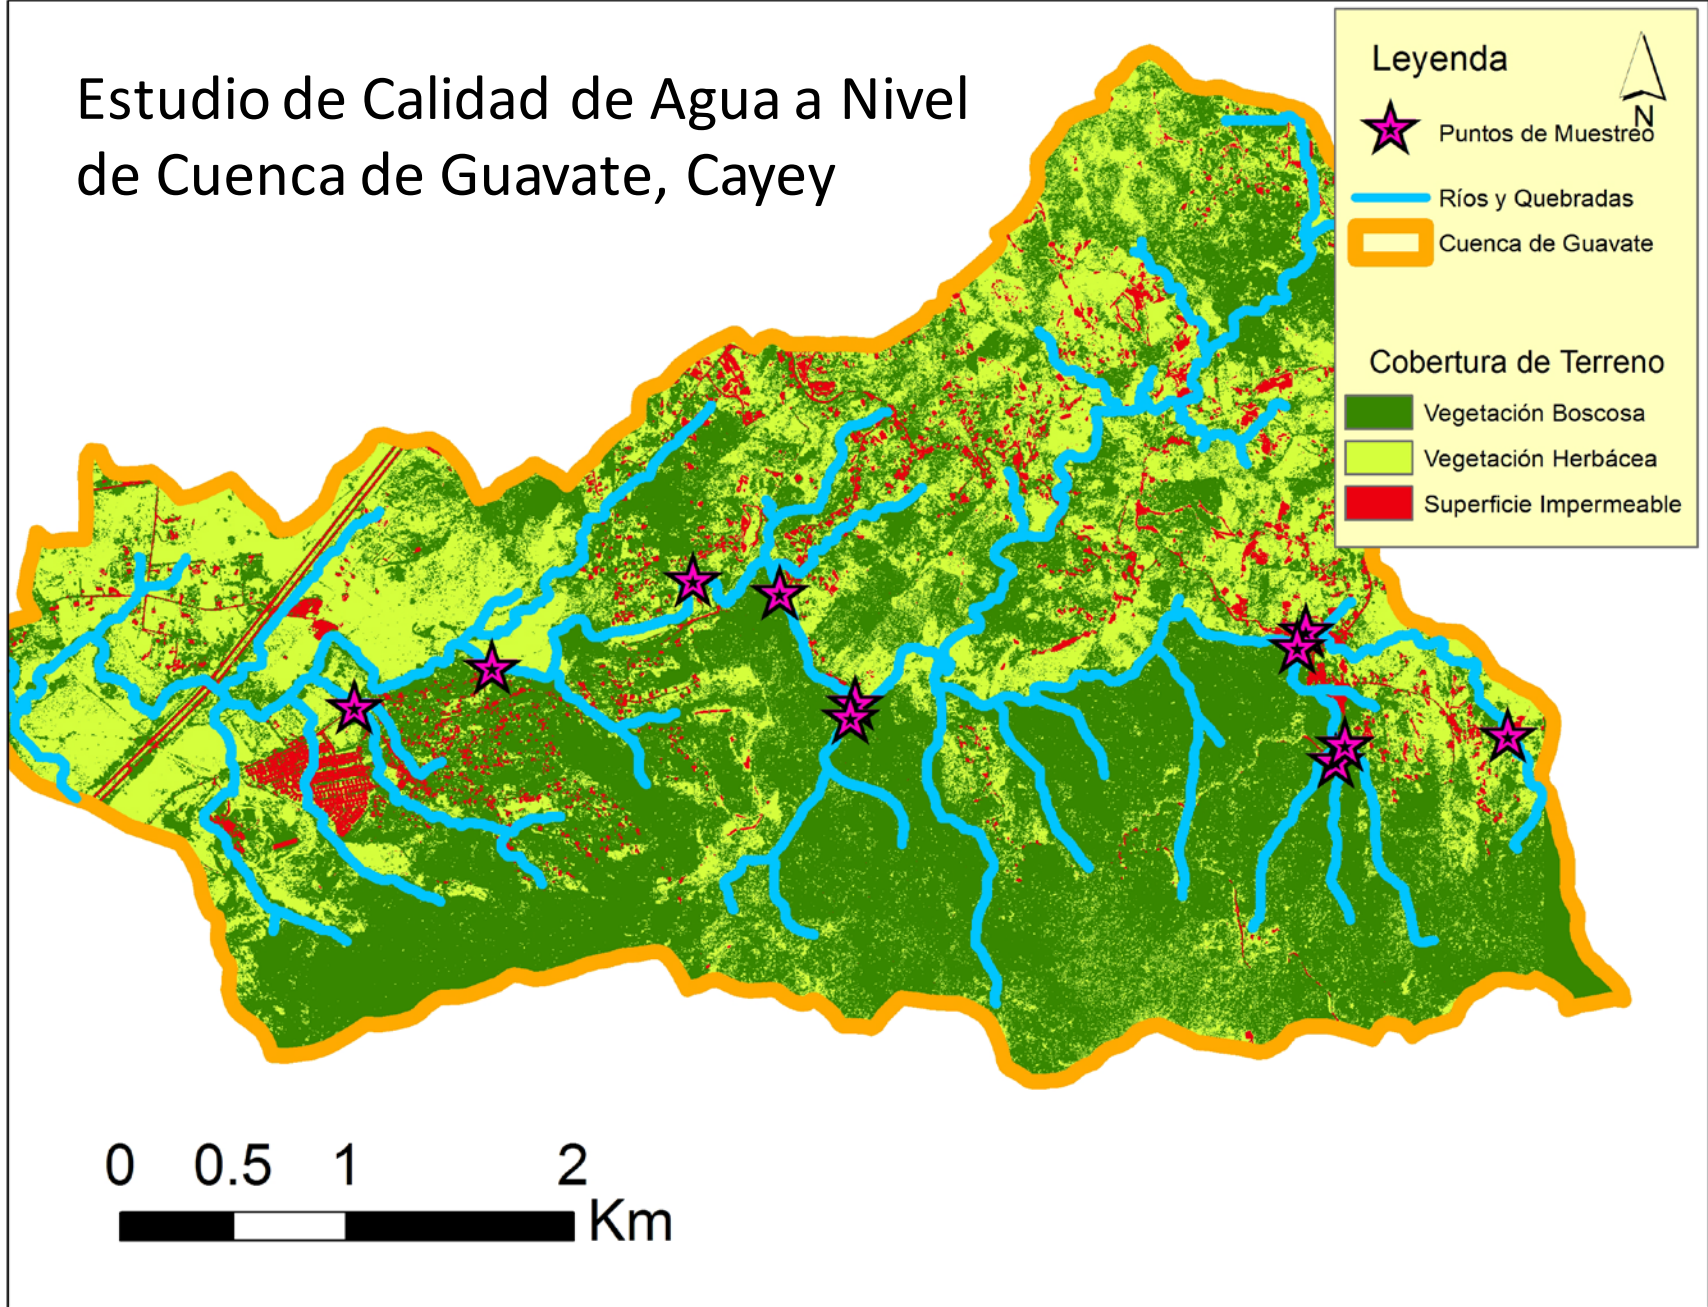 Estudio de Calidad de Agua a Nivel
de Cuenca de Guavate, Cayey
Leyenda
N
Puntos de Muestreo
Ríos y Quebradas
Cuenca de Guavate
Cobertura de Terreno
Vegetación Boscosa
Vegetación Herbácea
Superficie Impermeable
0 0.5 1 2
Km